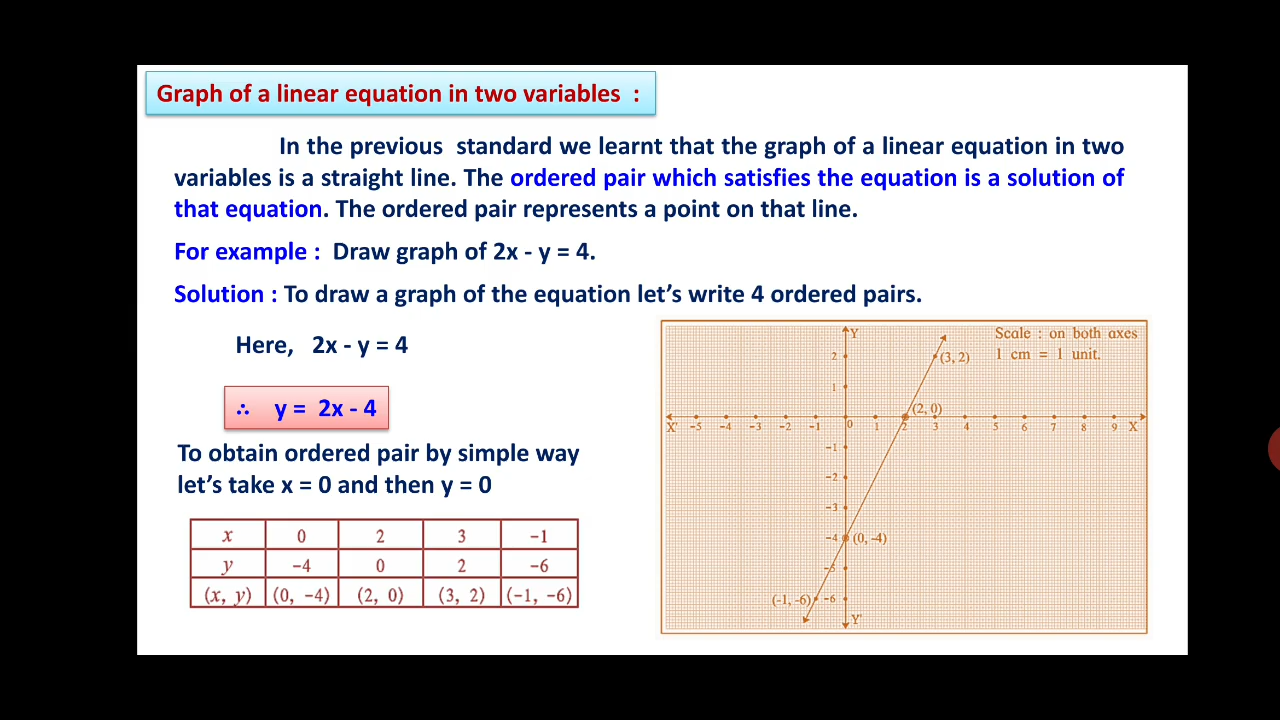 Graph of a linear equation in two variables :
In the previous standard we learnt that the graph of a linear equation in two
variables is a straight line. The ordered pair which satisfies the equation is a solution of
that equation. The ordered pair represents a point on that line.
For example : Draw graph of 2x - y = 4.
Solution : To draw a graph of the equation let's write 4 ordered pairs.
Here, 2x - y = 4
∴ y = 2x - 4
To obtain ordered pair by simple way
let's take x = 0 and then y = 0
x 0 2 3 -1
y -4 0 2 -6
(x, y) (0, -4) (2, 0) (3, 2) (-1, -6)
Y
Scale : on both axes
1 cm = 1 unit.
2
(3, 2)
1
(2, 0)
X' -5 -4 -3 -2 -1 0 1 2 3 4 5 6 7 8 9 X
-1
-2
-3
-4 (0, -4)
-5
(-1, -6) -6
Y'